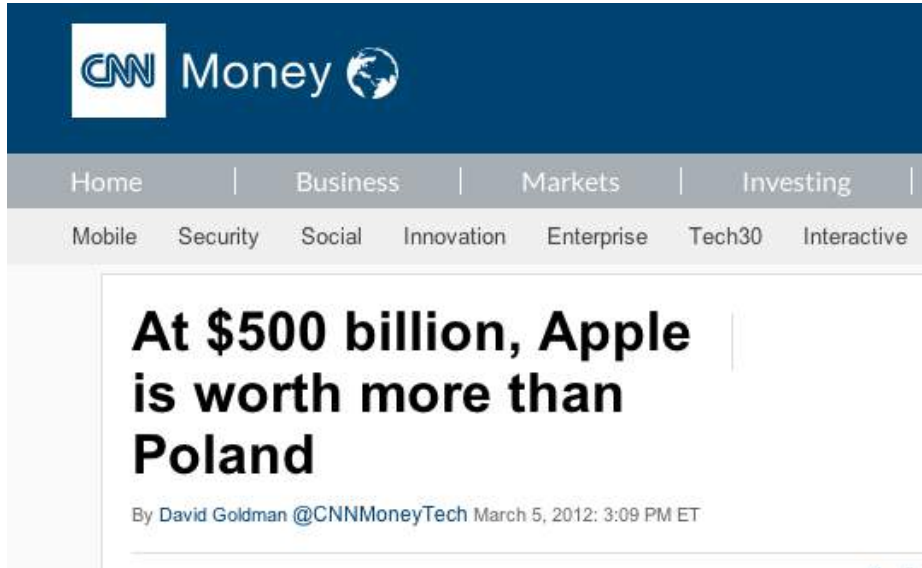 CNN Money
Home | Business | Markets | Investing |
Mobile Security Social Innovation Enterprise Tech30 Interactive
At $500 billion, Apple
is worth more than
Poland
By David Goldman @CNNMoneyTech March 5, 2012: 3:09 PM ET